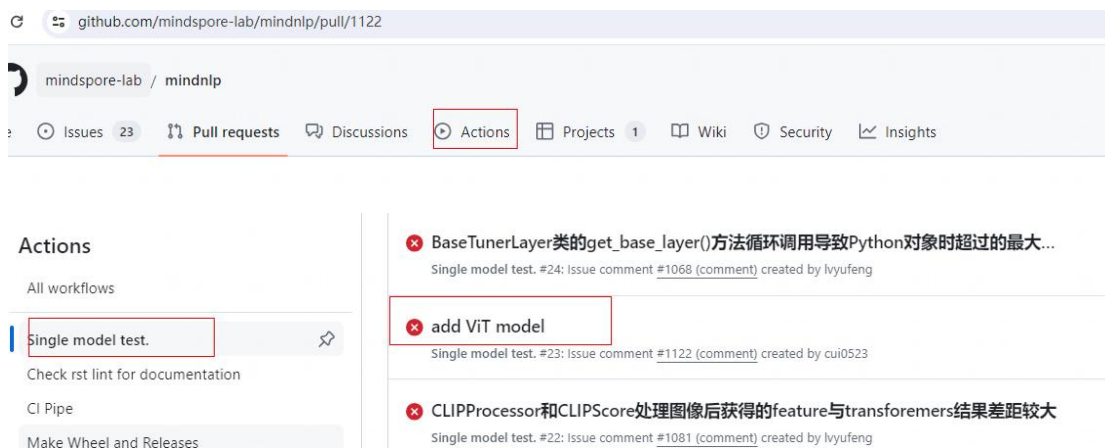 github.com/mindspore-lab/mindnlp/pull/1122
mindspore-lab / mindnlp
Issues 23 Pull requests Discussions Actions Projects 1 Wiki Security Insights
Actions
All workflows
Single model test.
Check rst lint for documentation
CI Pipe
Make Wheel and Releases
BaseTunerLayer类的get_base_layer()方法循环调用导致Python对象时超过的最大...
Single model test. #24: Issue comment #1068 (comment) created by lvyufeng
add ViT model
Single model test. #23: Issue comment #1122 (comment) created by cui0523
CLIPProcessor和CLIPScore处理图像后获得的feature与transforemers结果差距较大
Single model test. #22: Issue comment #1081 (comment) created by lvyufeng